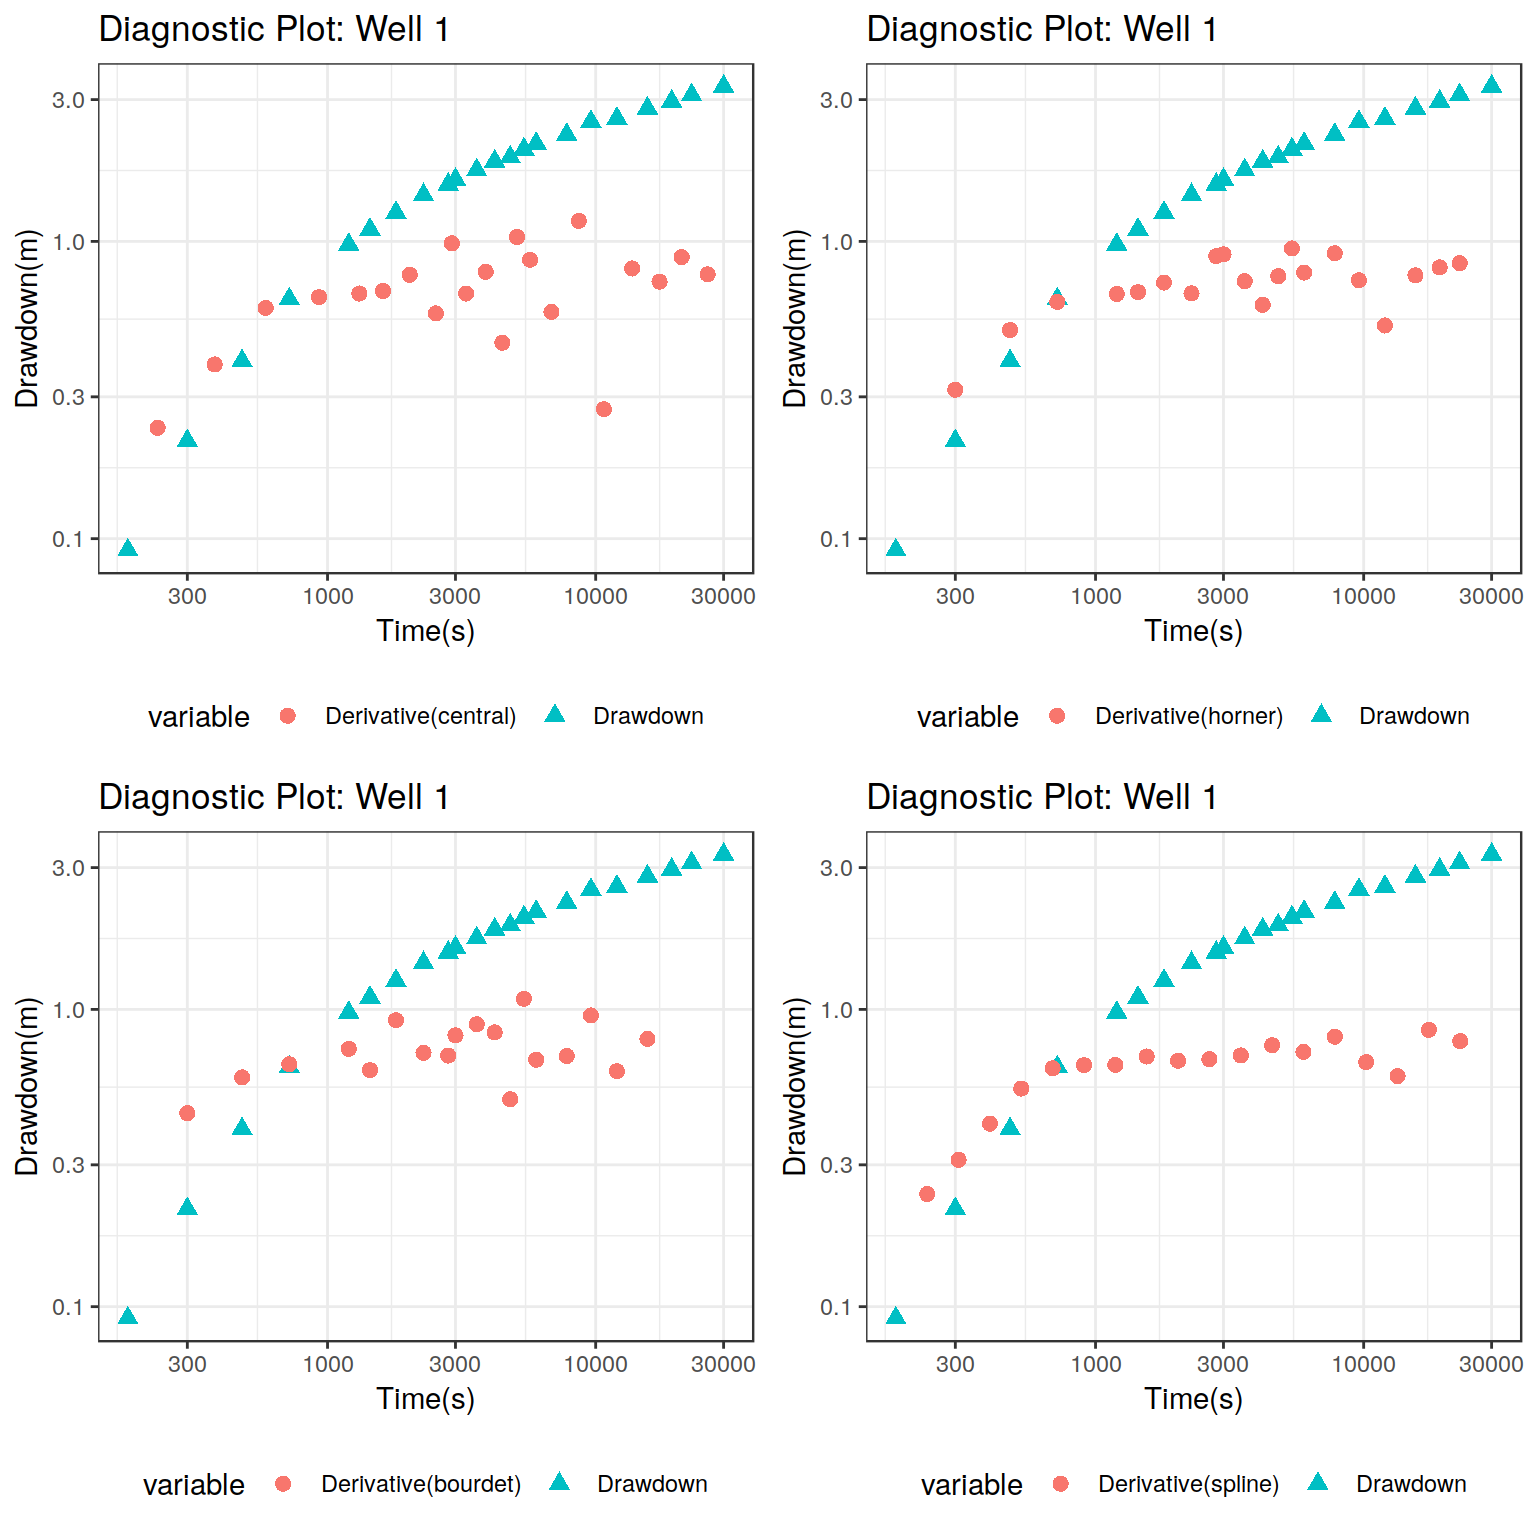 Diagnostic Plot: Well 1
Drawdown(m)
3.0
1.0
0.3
0.1
300 1000 3000 10000 30000
Time(s)
variable Derivative(central) Drawdown
Diagnostic Plot: Well 1
Drawdown(m)
3.0
1.0
0.3
0.1
300 1000 3000 10000 30000
Time(s)
variable Derivative(horner) Drawdown
Diagnostic Plot: Well 1
Drawdown(m)
3.0
1.0
0.3
0.1
300 1000 3000 10000 30000
Time(s)
variable Derivative(bourdet) Drawdown
Diagnostic Plot: Well 1
Drawdown(m)
3.0
1.0
0.3
0.1
300 1000 3000 10000 30000
Time(s)
variable Derivative(spline) Drawdown